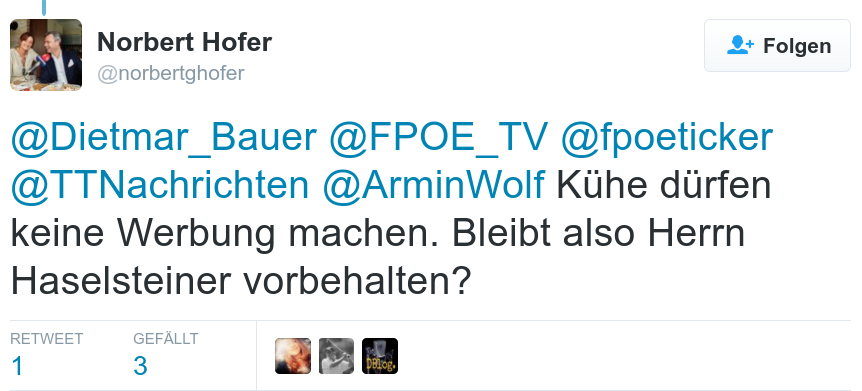 Norbert Hofer
@norbertghofer
Folgen
@Dietmar_Bauer @FPOE_TV @fpoeticker
@TTNachrichten @ArminWolf Kühe dürfen
keine Werbung machen. Bleibt also Herrn
Haselsteiner vorbehalten?
RETWEET
1
GEFÄLLT
3
DBlog.